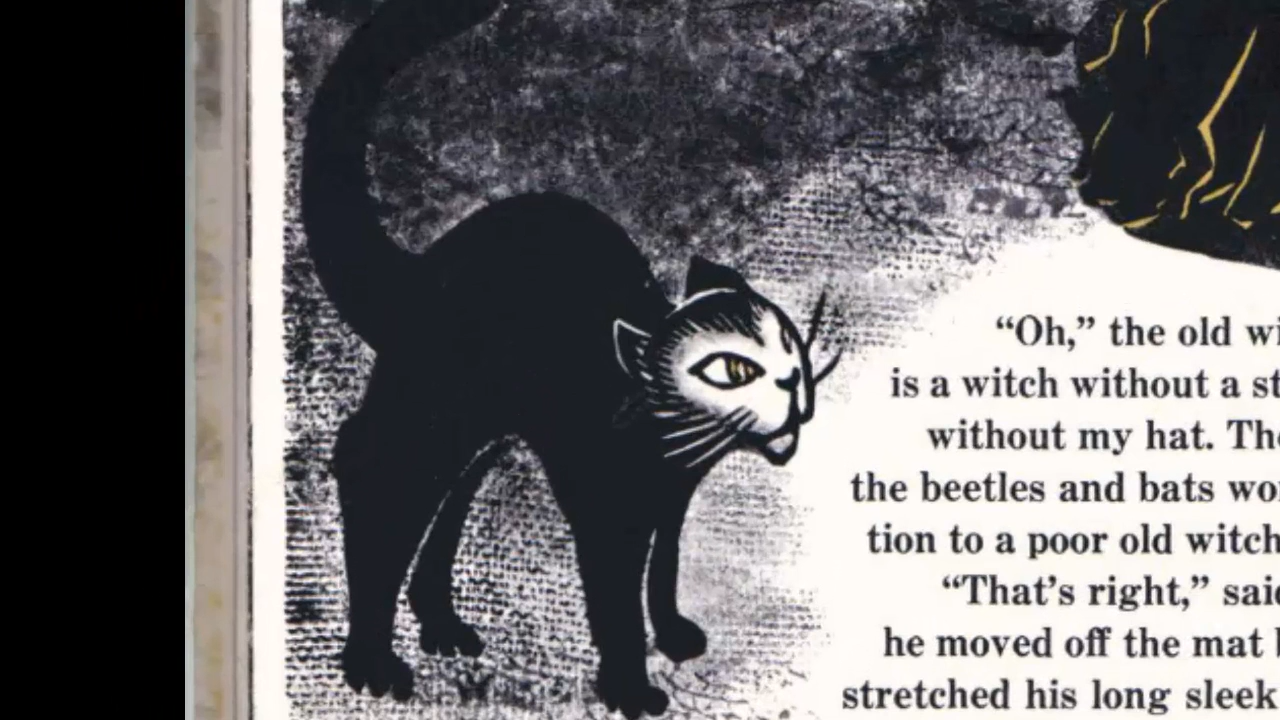 “Oh,” the old
is a witch without a
without my hat.
the beetles and bats
tion to a poor old witch
“That’s right,”
he moved off the mat
stretched his long sleek